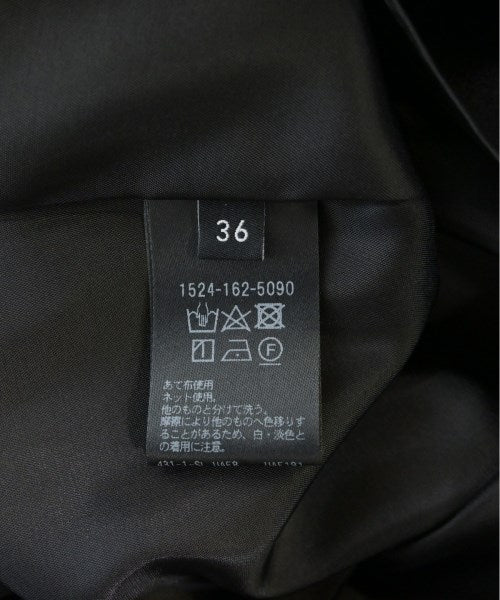 36
1524-162-5090
あて布使用
ネット使用。
他のものと分けて洗う。
摩擦により他のものへ色移りす
ることがあるため、白・淡色と
の着用に注意。